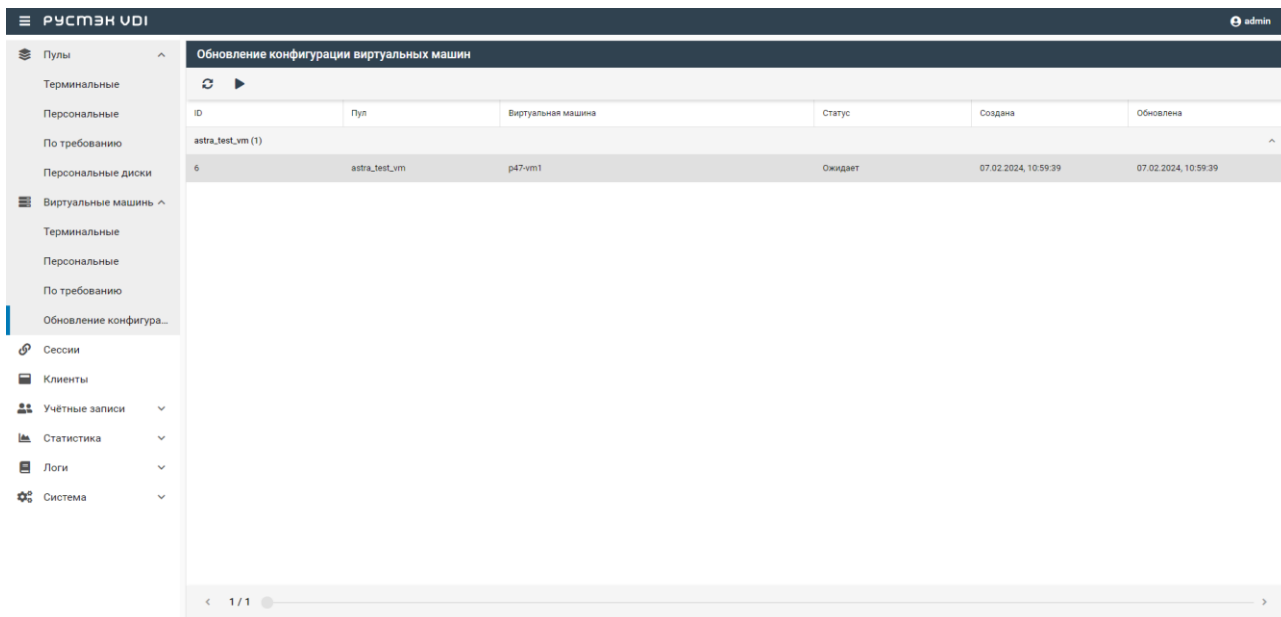 РУСТЭК VDI
admin
Пулы
Терминальные
Персональные
По требованию
Персональные диски
Виртуальные машинь
Терминальные
Персональные
По требованию
Обновление конфигура...
Сессии
Клиенты
Учётные записи
Статистика
Логи
Система
Обновление конфигурации виртуальных машин
ID Пул Виртуальная машина Статус Создана Обновлена
astra_test_vm (1)
6 astra_test_vm p47-vm1 Ожидает 07.02.2024, 10:59:39 07.02.2024, 10:59:39
1 / 1